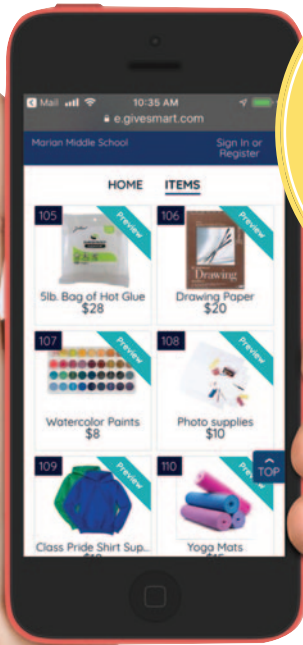 Mail 10:35 AM
e.givesmart.com
Marian Middle School Sign In or
Register
HOME ITEMS
105 Preview 106 Preview
Drawing
5lb. Bag of Hot Glue Drawing Paper
$28 $20
107 Preview 108 Preview
Watercolor Paints Photo supplies
$8 $10
109 Preview 110
TOP
Class Pride Shirt Sup... Yoga Mats